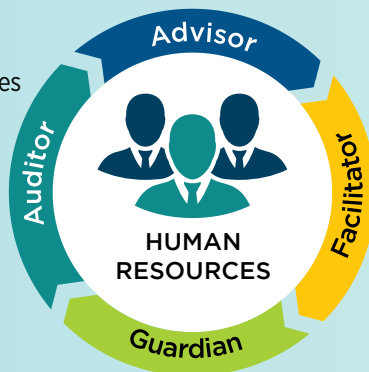 Advisor
es
Auditor
Facilitator
HUMAN
RESOURCES
Guardian